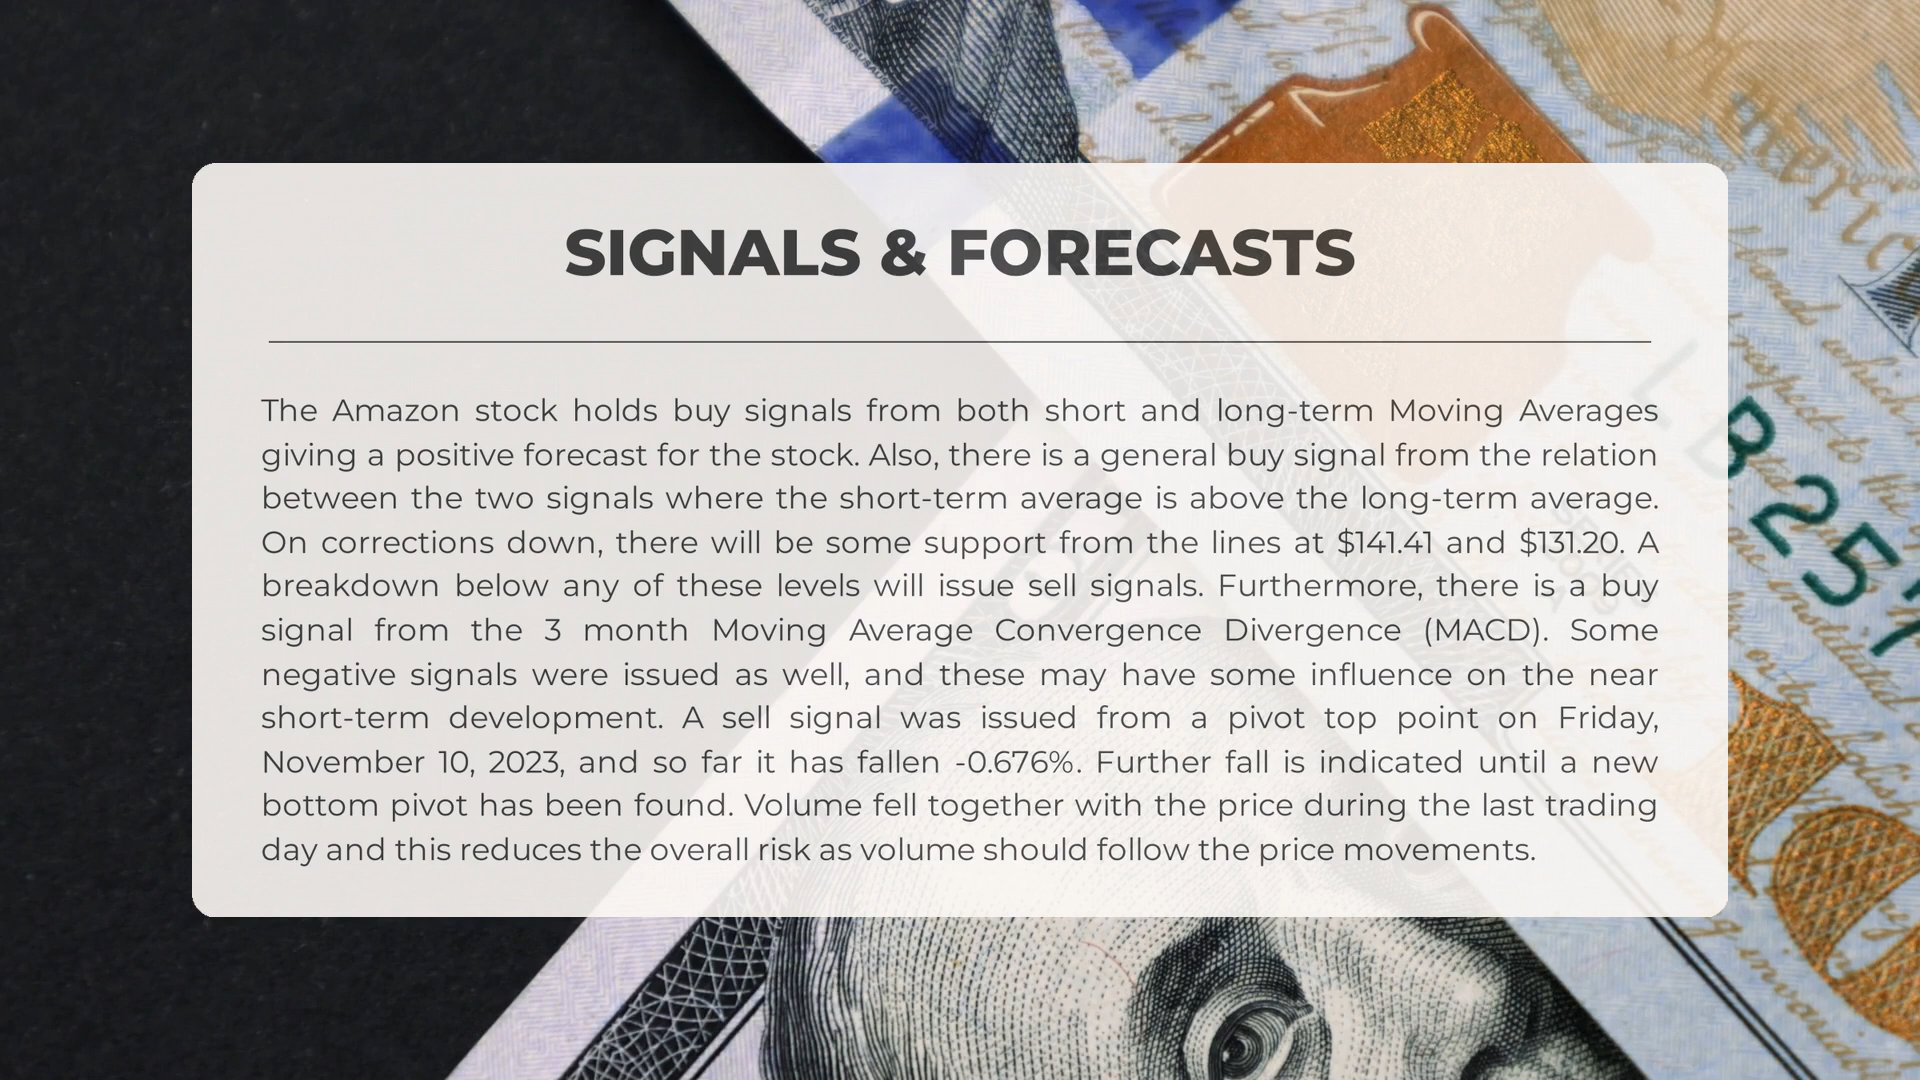 SIGNALS & FORECASTS
The Amazon stock holds buy signals from both short and long-term Moving Averages
giving a positive forecast for the stock. Also, there is a general buy signal from the relation
between the two signals where the short-term average is above the long-term average.
On corrections down, there will be some support from the lines at $141.41 and $131.20. A
breakdown below any of these levels will issue sell signals. Furthermore, there is a buy
signal from the 3 month Moving Average Convergence Divergence (MACD). Some
negative signals were issued as well, and these may have some influence on the near
short-term development. A sell signal was issued from a pivot top point on Friday,
November 10, 2023, and so far it has fallen -0.676%. Further fall is indicated until a new
bottom pivot has been found. Volume fell together with the price during the last trading
day and this reduces the overall risk as volume should follow the price movements.